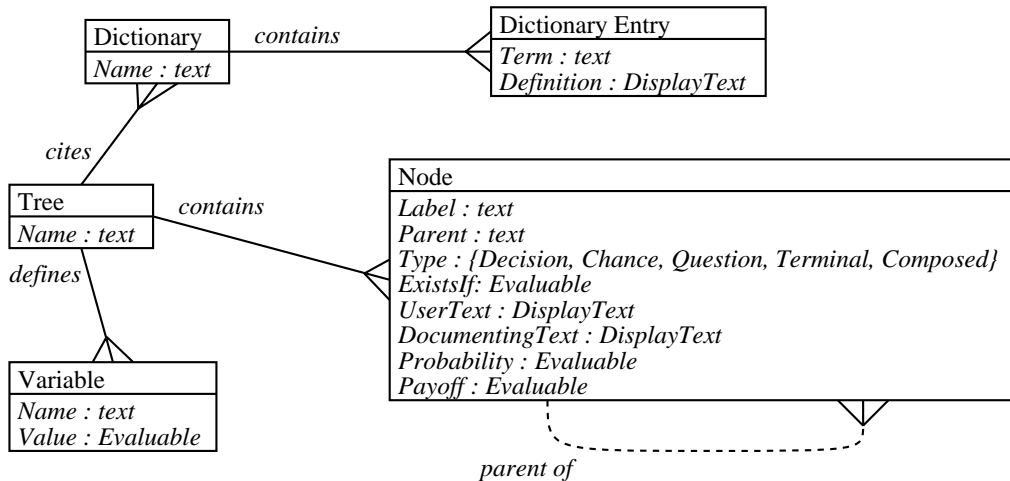 Dictionary
Name : text
contains
Dictionary Entry
Term : text
Definition : DisplayText
cites
Tree
Name : text
contains
Node
Label : text
Parent : text
Type : {Decision, Chance, Question, Terminal, Composed}
ExistsIf: Evaluable
UserText : DisplayText
DocumentingText : DisplayText
Probability : Evaluable
Payoff : Evaluable
defines
Variable
Name : text
Value : Evaluable
parent of